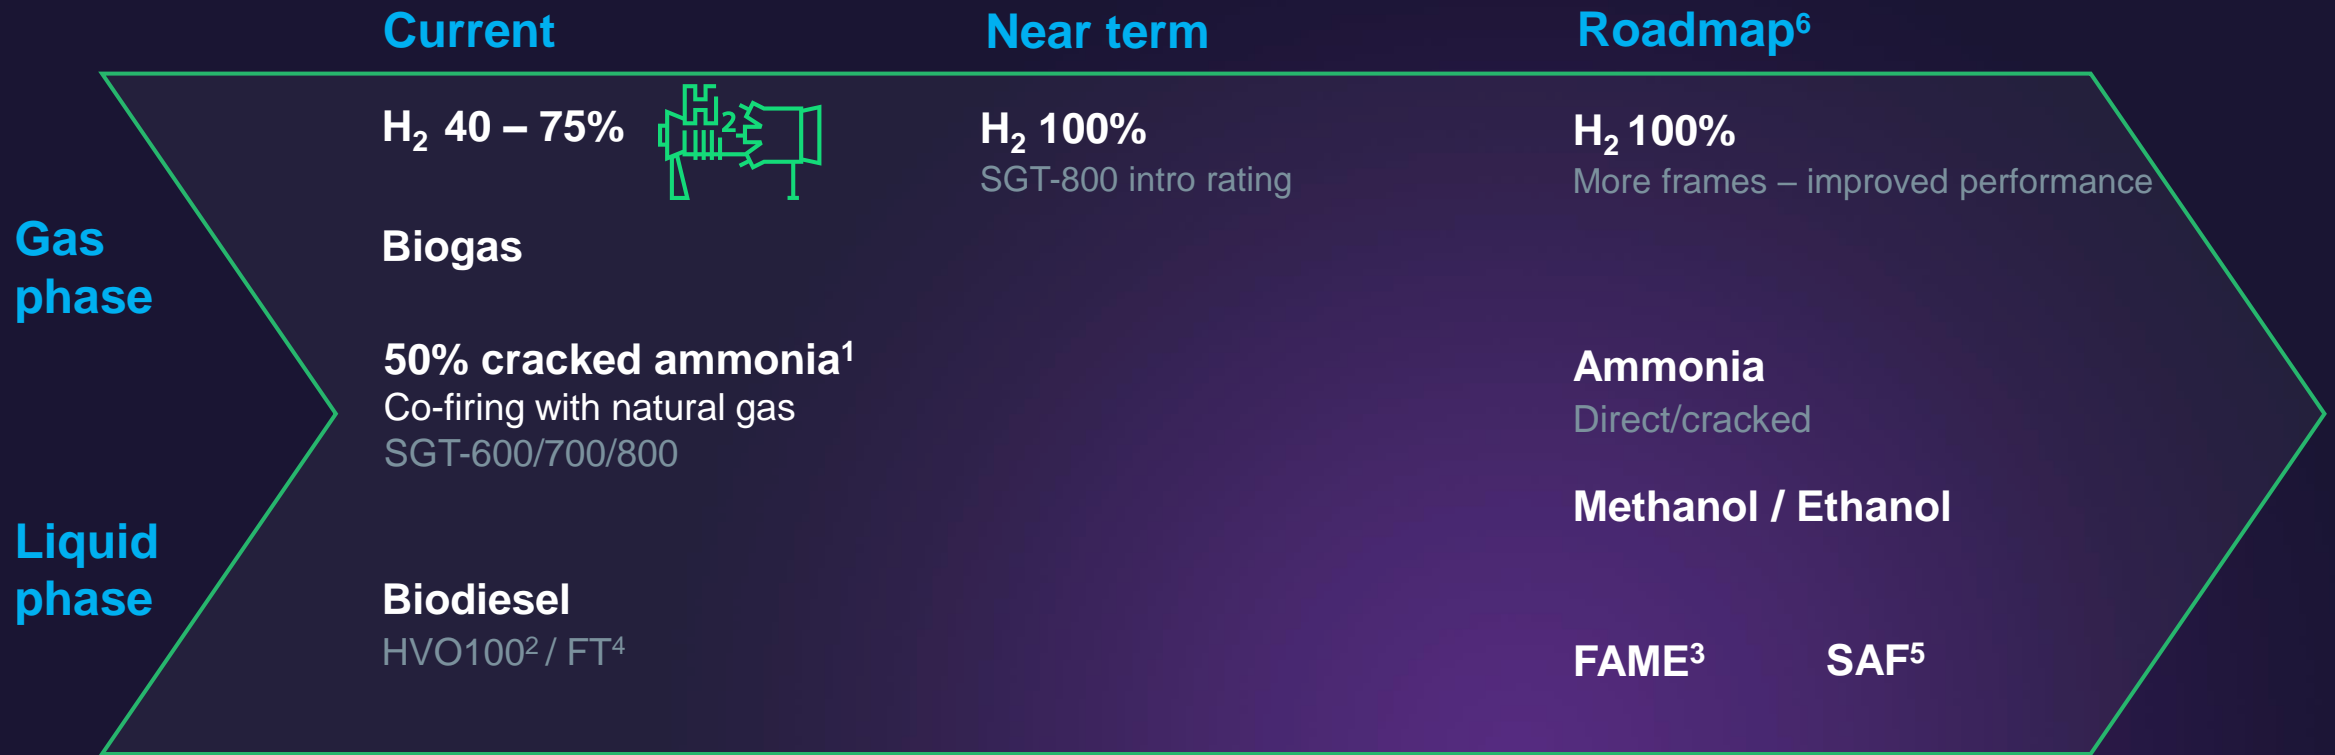 Current
Near term
Roadmap⁶
Gas
phase
Liquid
phase
H₂ 40 – 75%
H₂
Biogas
50% cracked ammonia¹
Co-firing with natural gas
SGT-600/700/800
Biodiesel
HVO100² / FT⁴
H₂ 100%
SGT-800 intro rating
H₂ 100%
More frames – improved performance
Ammonia
Direct/cracked
Methanol / Ethanol
FAME³ SAF⁵